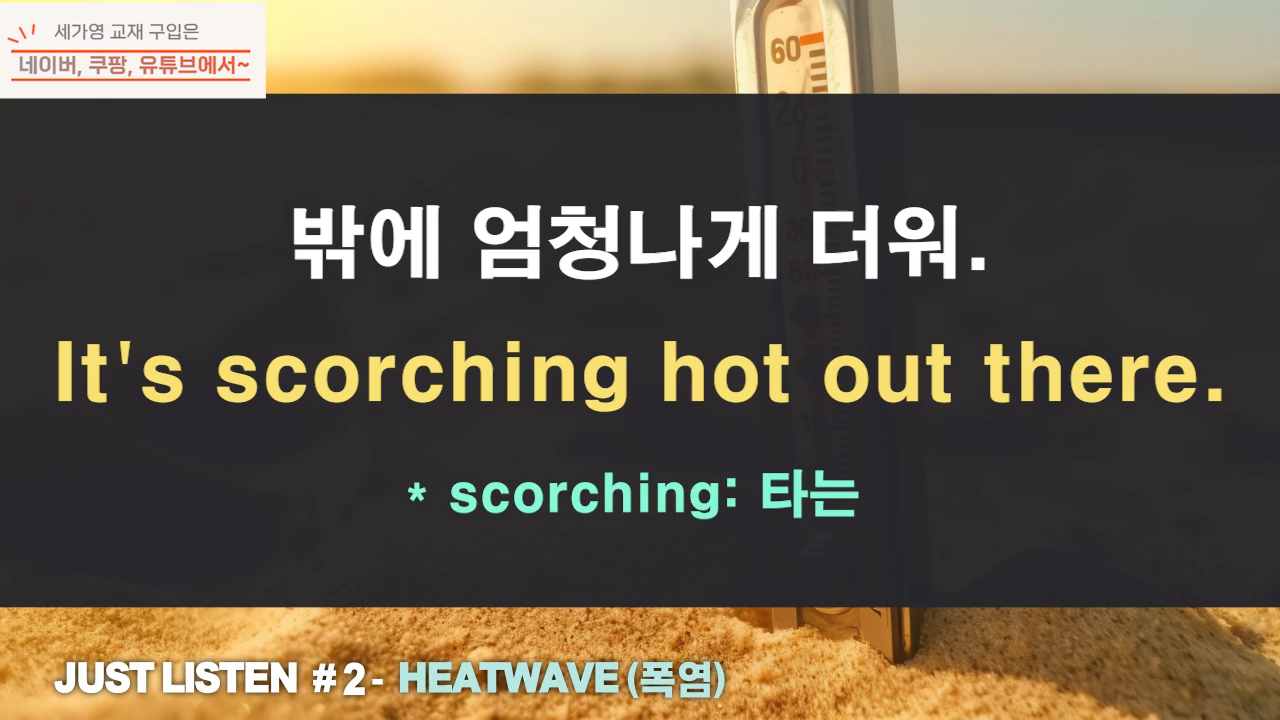 세가영 교재 구입은
네이버, 쿠팡, 유튜브에서~
60
밖에 엄청나게 더워.
It's scorching hot out there.
* scorching: 타는
JUST LISTEN #2 - HEATWAVE (폭염)